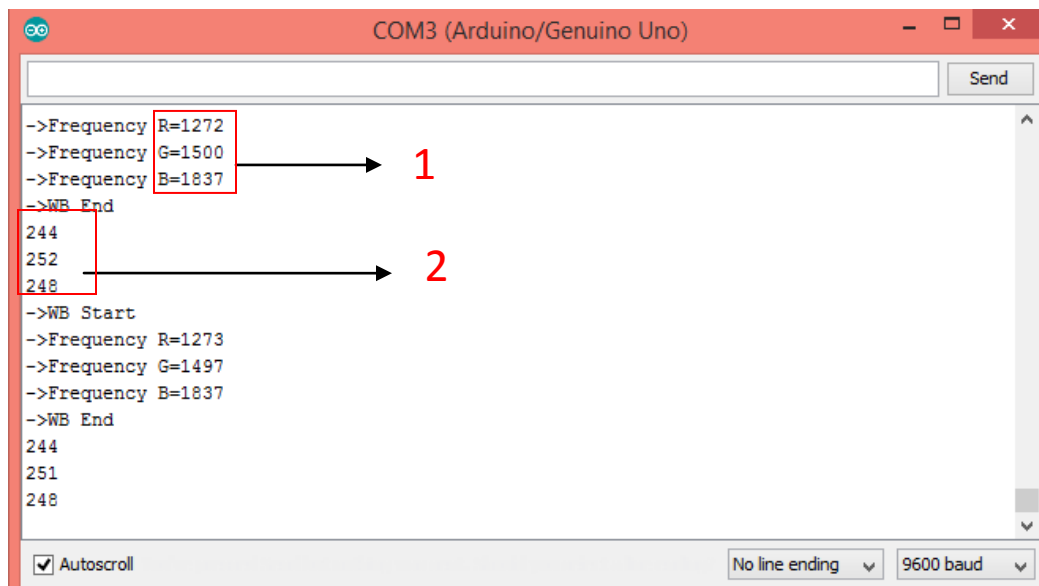 COM3 (Arduino/Genuino Uno)
Send
->Frequency R=1272
->Frequency G=1500
->Frequency B=1837
->WB End
244
252
248
->WB Start
->Frequency R=1273
->Frequency G=1497
->Frequency B=1837
->WB End
244
251
248
1
2
Autoscroll
No line ending
9600 baud